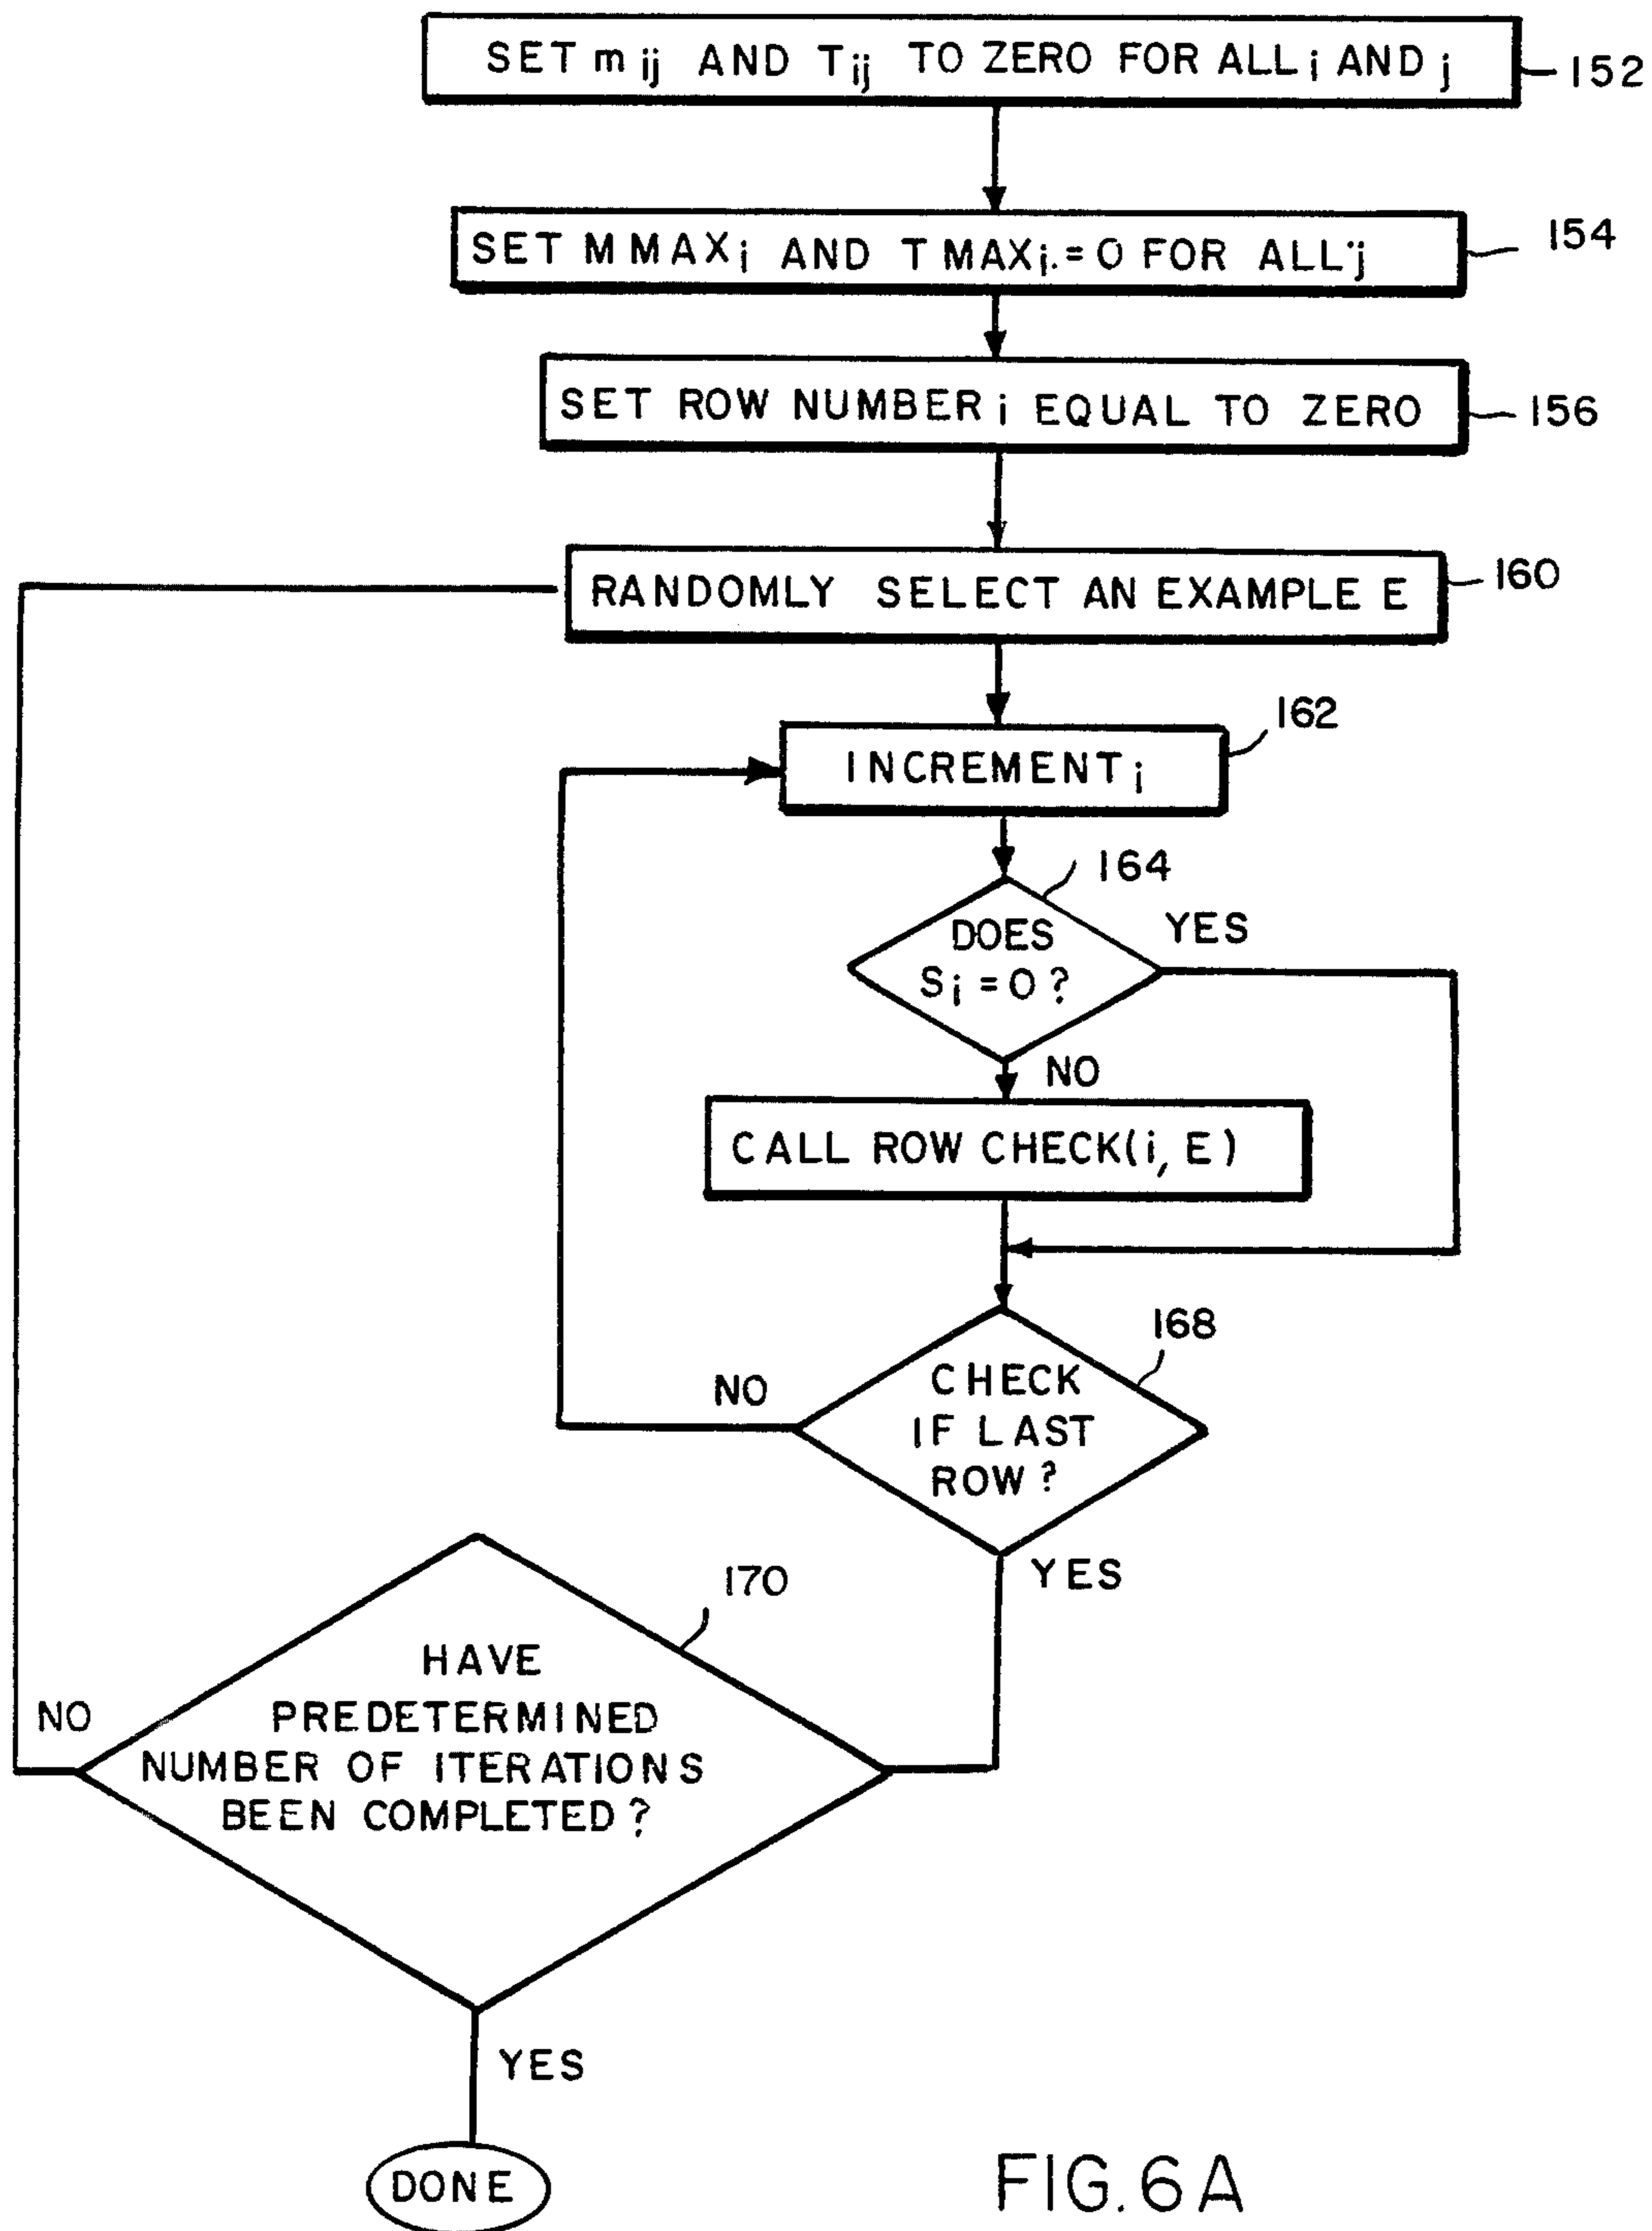 SET m ij AND T ij TO ZERO FOR ALL i AND j
152
SET M MAX i AND T MAX i . = 0 FOR ALL j
154
SET ROW NUMBER i EQUAL TO ZERO
156
RANDOMLY SELECT AN EXAMPLE E
160
INCREMENT i
162
164
DOES
S i = 0 ?
YES
NO
CALL ROW CHECK(i, E)
168
CHECK
IF LAST
ROW ?
NO
YES
170
HAVE
PREDETERMINED
NUMBER OF ITERATIONS
BEEN COMPLETED ?
NO
YES
DONE
FIG. 6A